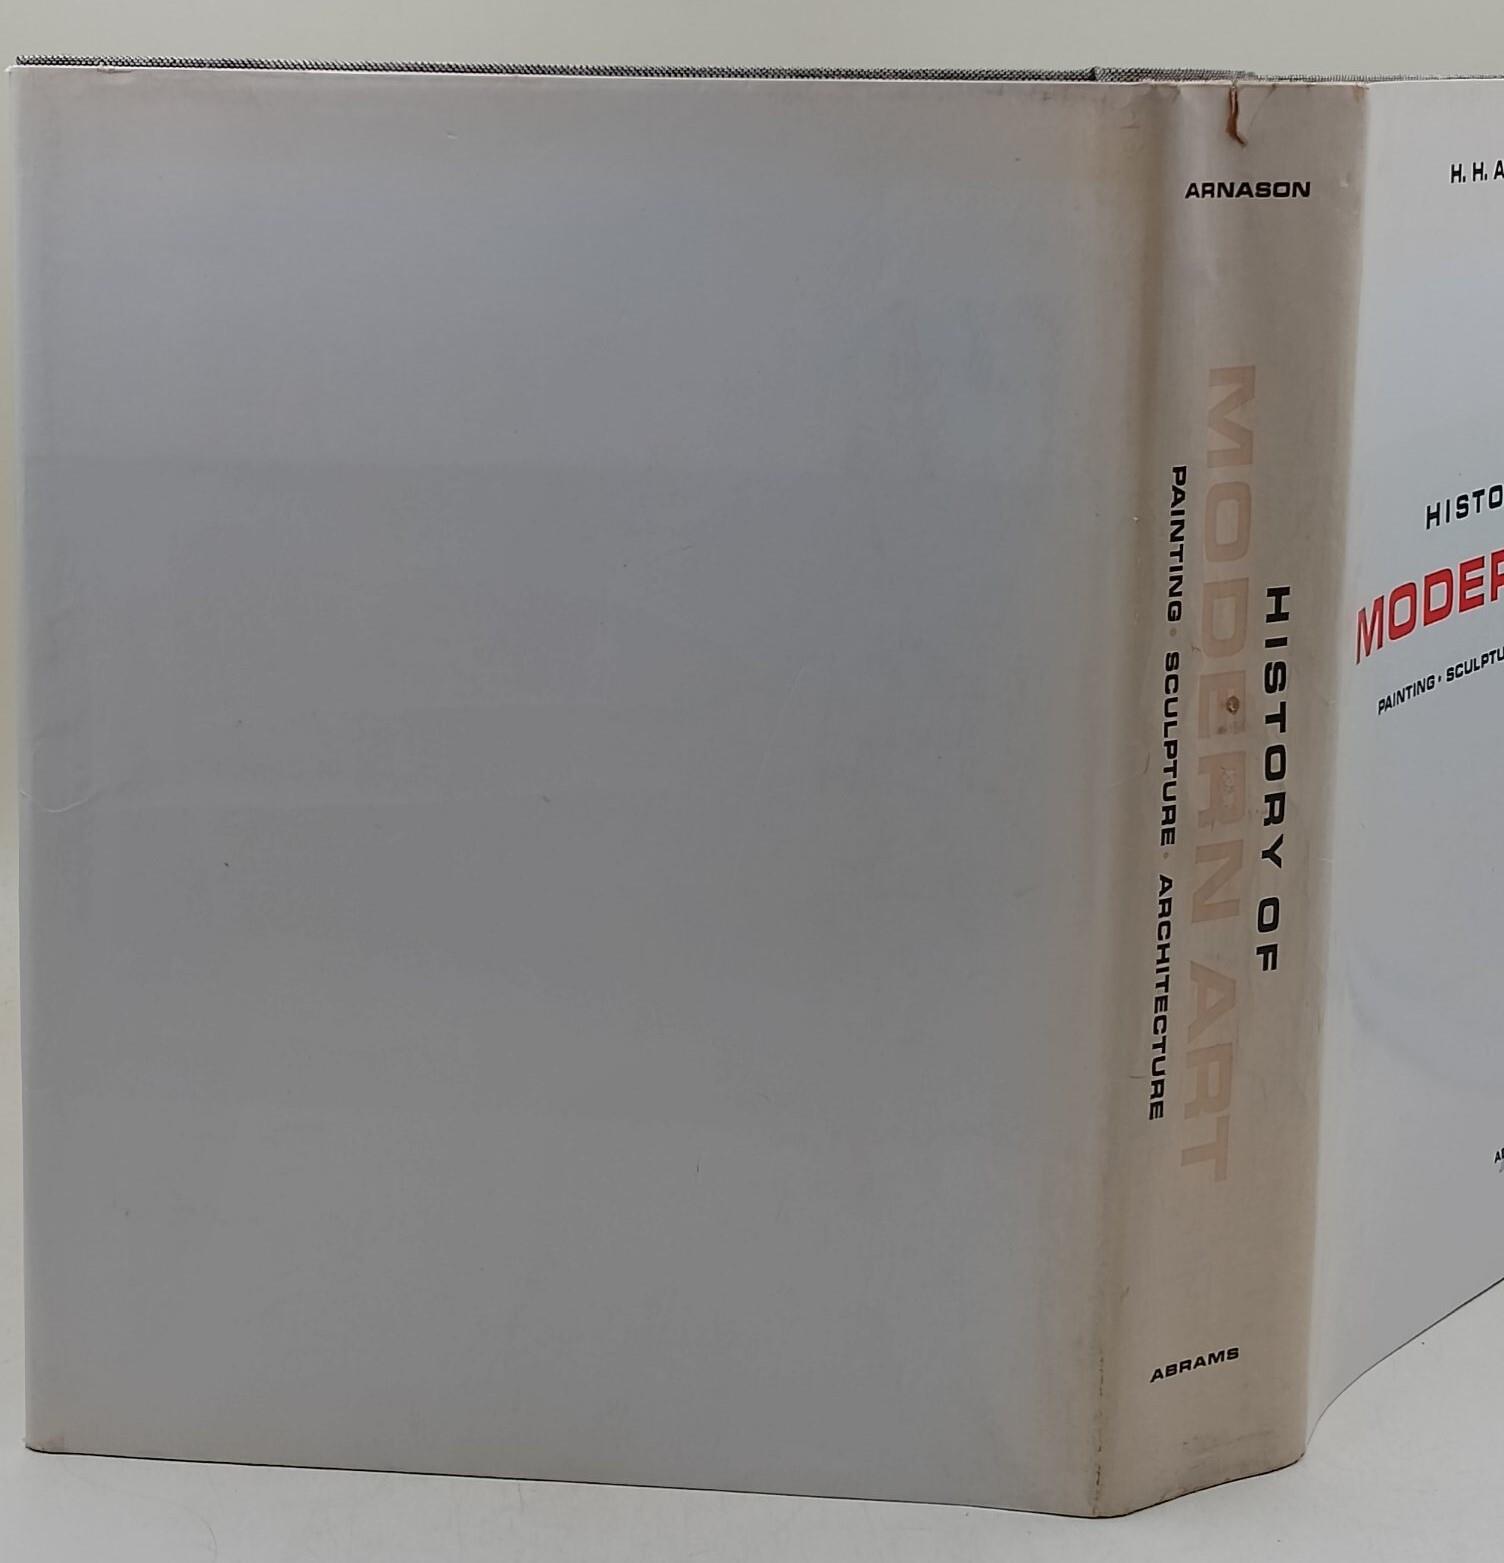 ARNASON
HISTORY OF
MODERN ART
PAINTING • SCULPTURE • ARCHITECTURE
ABRAMS
H. H. A
HISTO
MODER
PAINTING • SCULPTU